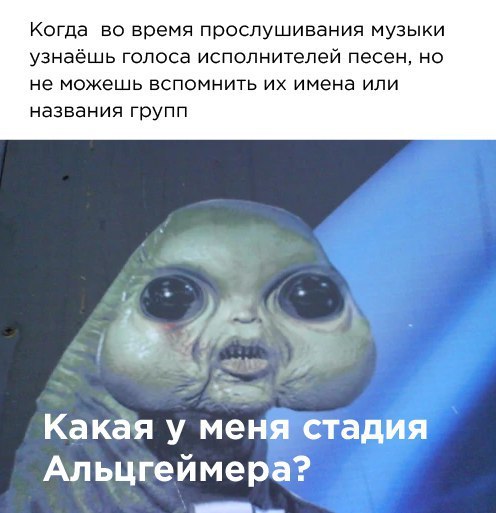 Когда во время прослушивания музыки
узнаёшь голоса исполнителей песен, но
не можешь вспомнить их имена или
названия групп
Какая у меня стадия
Альцгеймера?